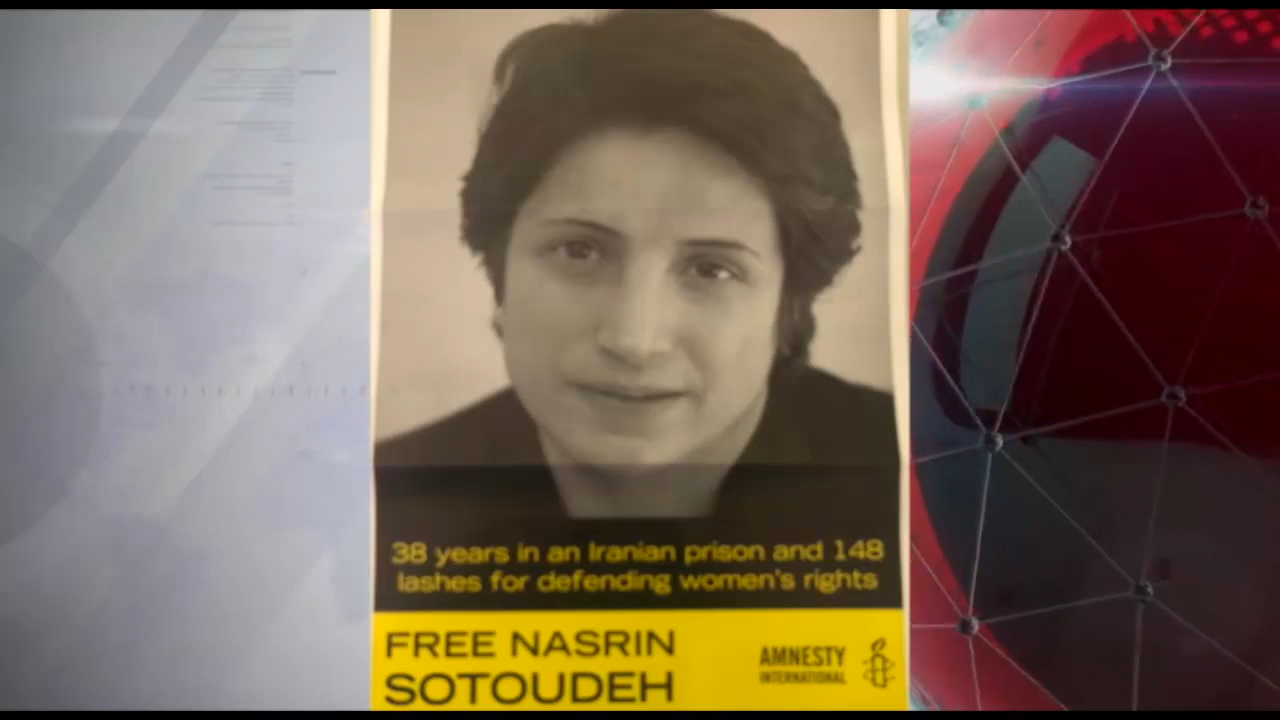 38 years in an Iranian prison and 148
lashes for defending women's rights
FREE NASRIN
SOTOUDEH
AMNESTY
INTERNATIONAL